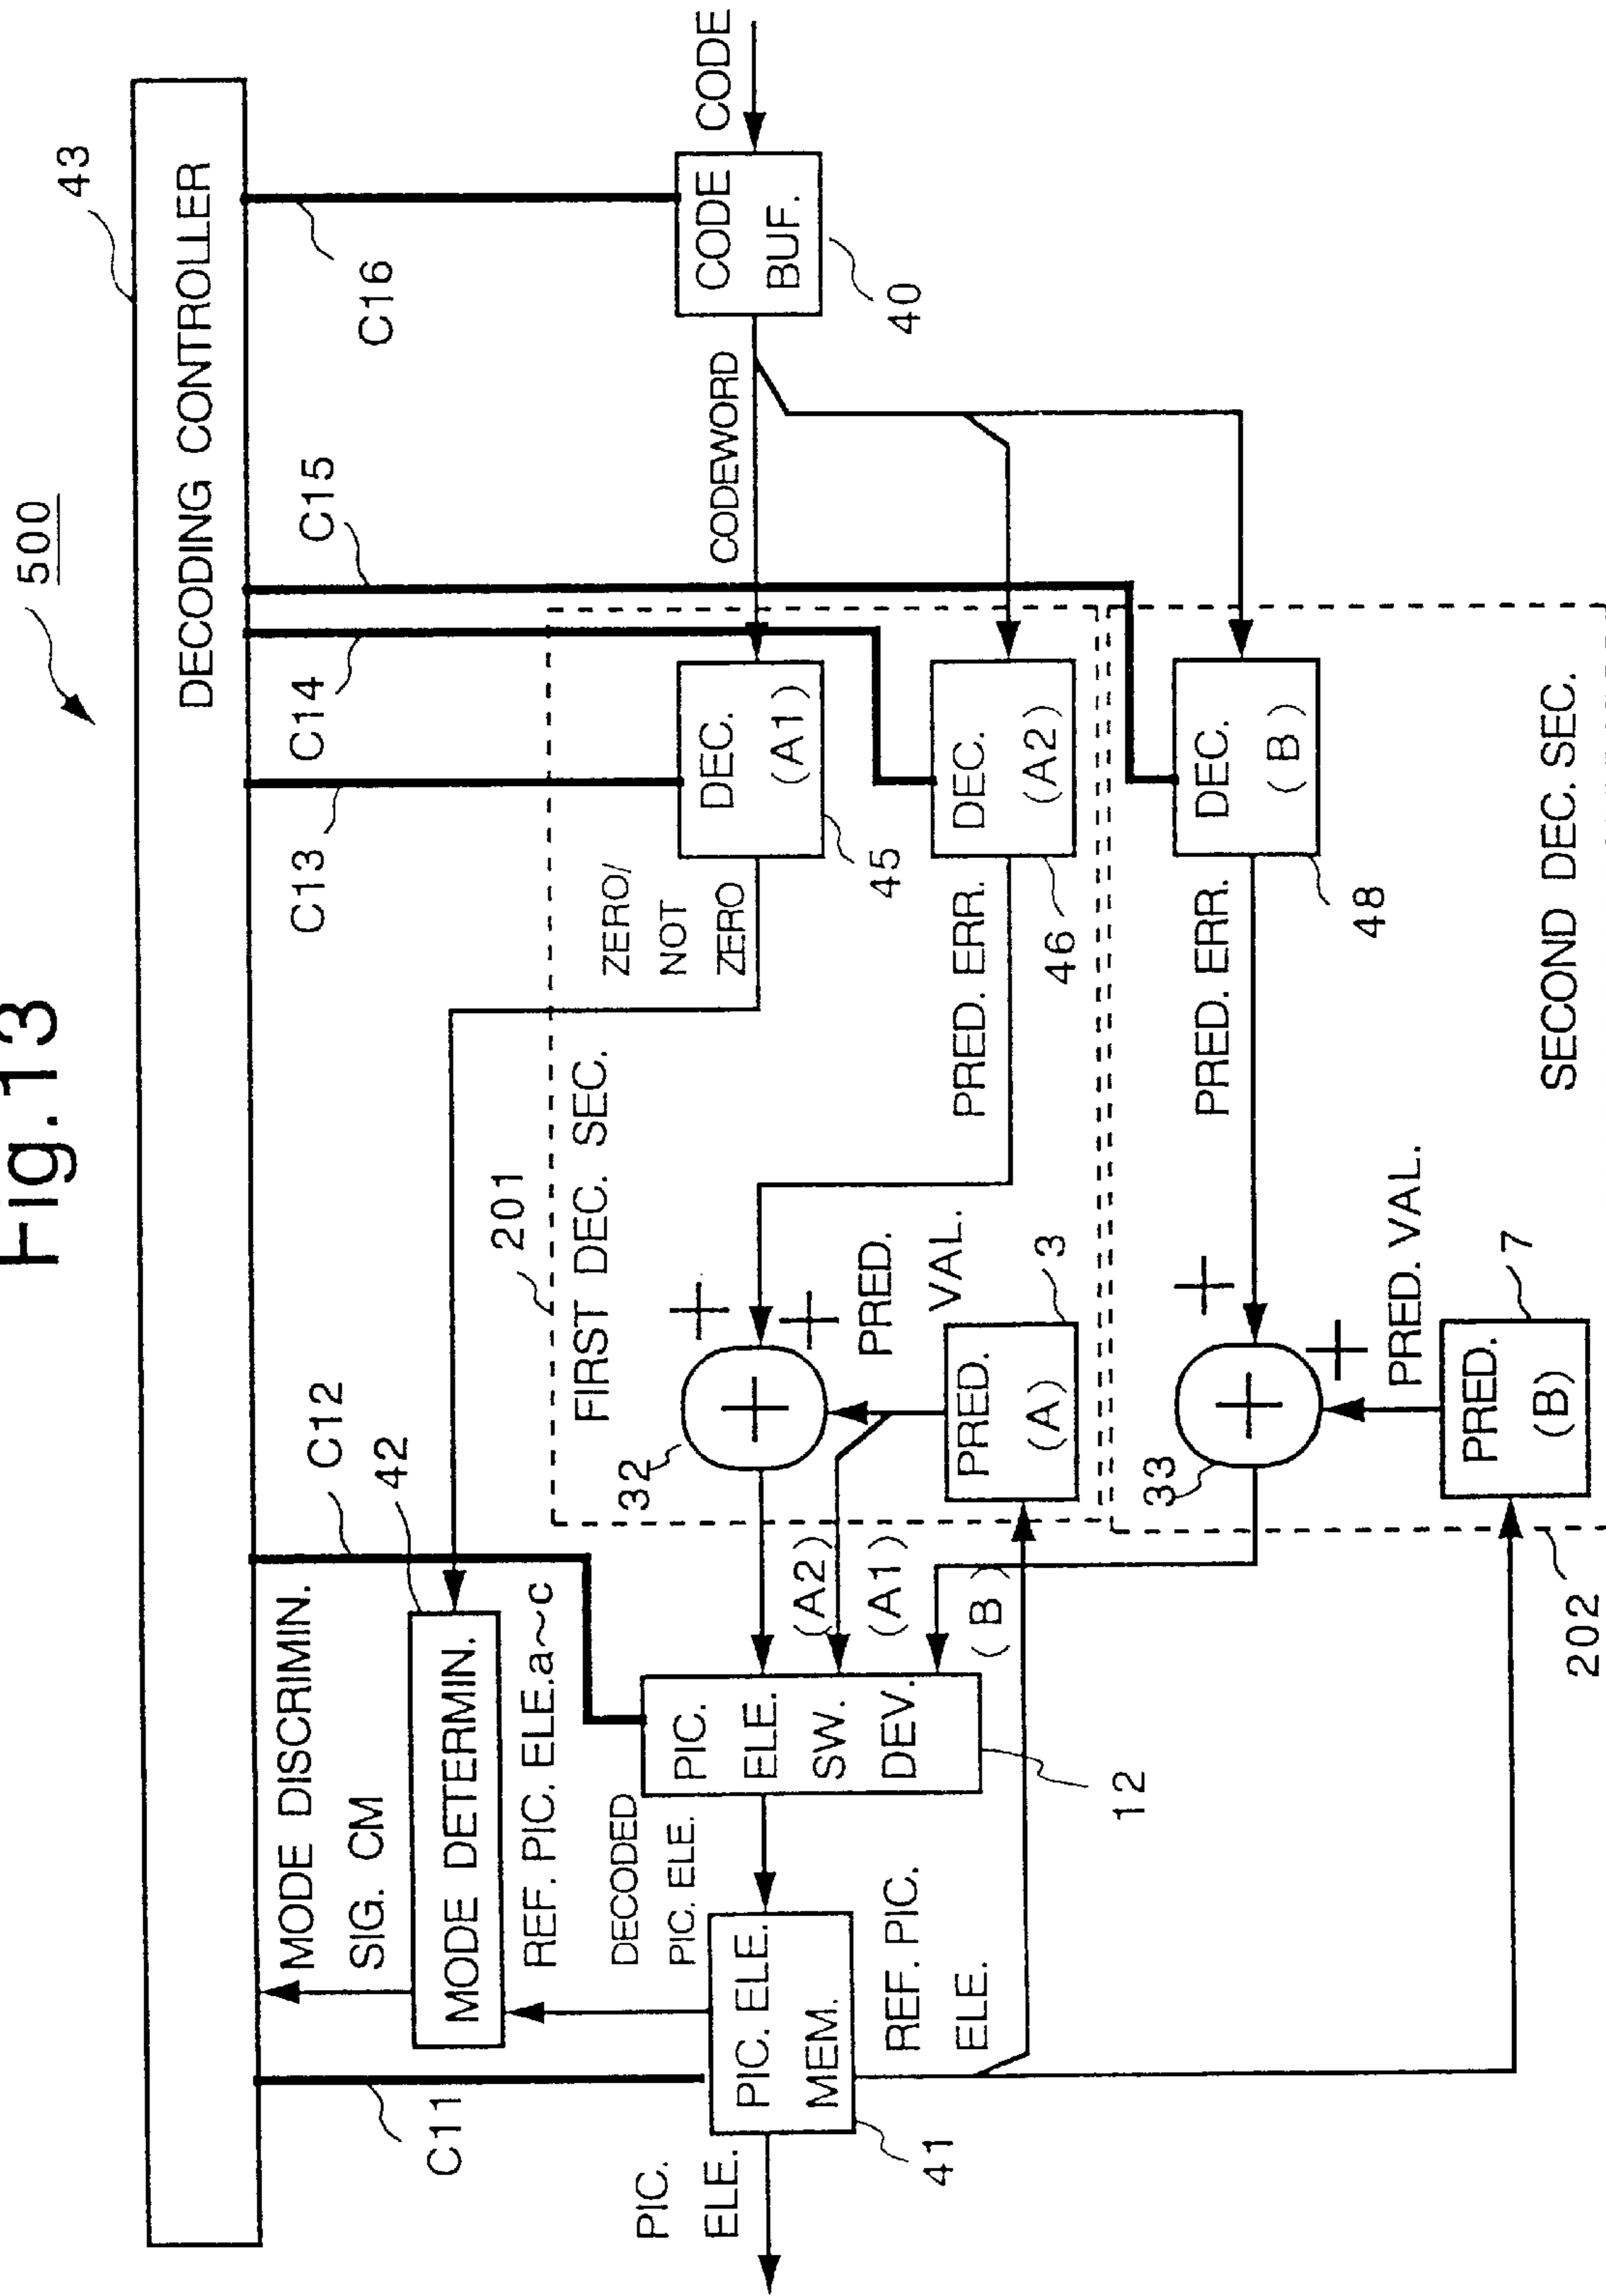 Fig.13
500
43
DECODING CONTROLLER
C11
C12
C13
C14
C15
C16
MODE DISCRIMIN.
SIG. CM
42
MODE DETERMIN.
REF. PIC. ELE.a~c
PIC.
ELE.
PIC. ELE.
MEM.
41
DECODED
PIC. ELE.
REF. PIC.
ELE.
PIC.
ELE.
SW.
DEV.
12
(A2)
(A1)
(B)
201
FIRST DEC. SEC.
32
+
+
+
PRED.
VAL.
PRED.
(A)
3
ZERO/
NOT
ZERO
DEC.
(A1)
45
PRED. ERR.
DEC.
(A2)
46
CODEWORD
CODE
BUF.
40
CODE
202
SECOND DEC. SEC.
33
+
+
+
PRED. VAL.
PRED.
(B)
7
PRED. ERR.
DEC.
(B)
48